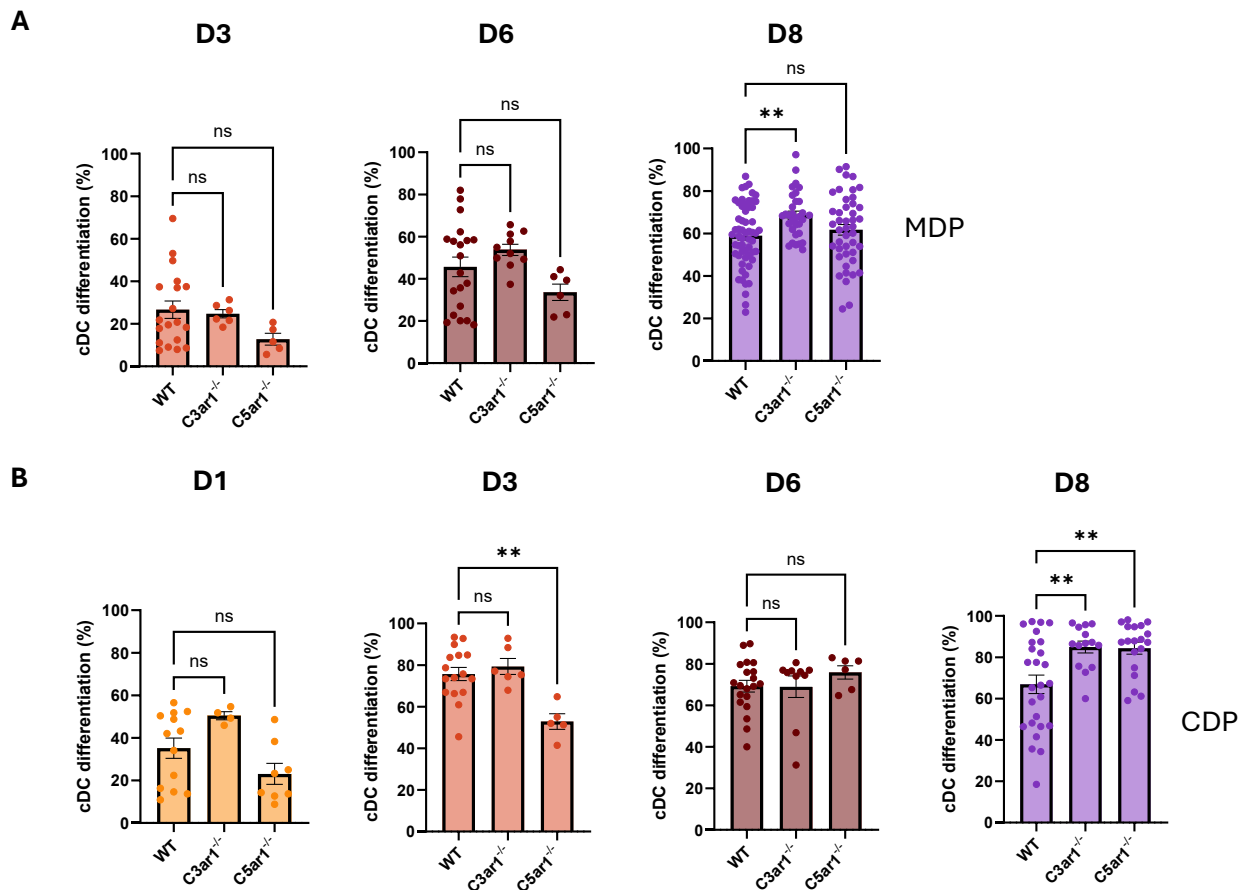 A
D3
D6
D8
ns
ns
ns
ns
ns
**
cDC differentiation (%)
100
80
60
40
20
0
WT
C3ar1-/-
C5ar1-/-
cDC differentiation (%)
100
80
60
40
20
0
WT
C3ar1-/-
C5ar1-/-
cDC differentiation (%)
100
80
60
40
20
0
WT
C3ar1-/-
C5ar1-/-
MDP
B
D1
D3
D6
D8
ns
ns
**
ns
ns
ns
**
**
cDC differentiation (%)
100
80
60
40
20
0
WT
C3ar1-/-
C5ar1-/-
cDC differentiation (%)
100
80
60
40
20
0
WT
C3ar1-/-
C5ar1-/-
cDC differentiation (%)
100
80
60
40
20
0
WT
C3ar1-/-
C5ar1-/-
cDC differentiation (%)
100
80
60
40
20
0
WT
C3ar1-/-
C5ar1-/-
CDP